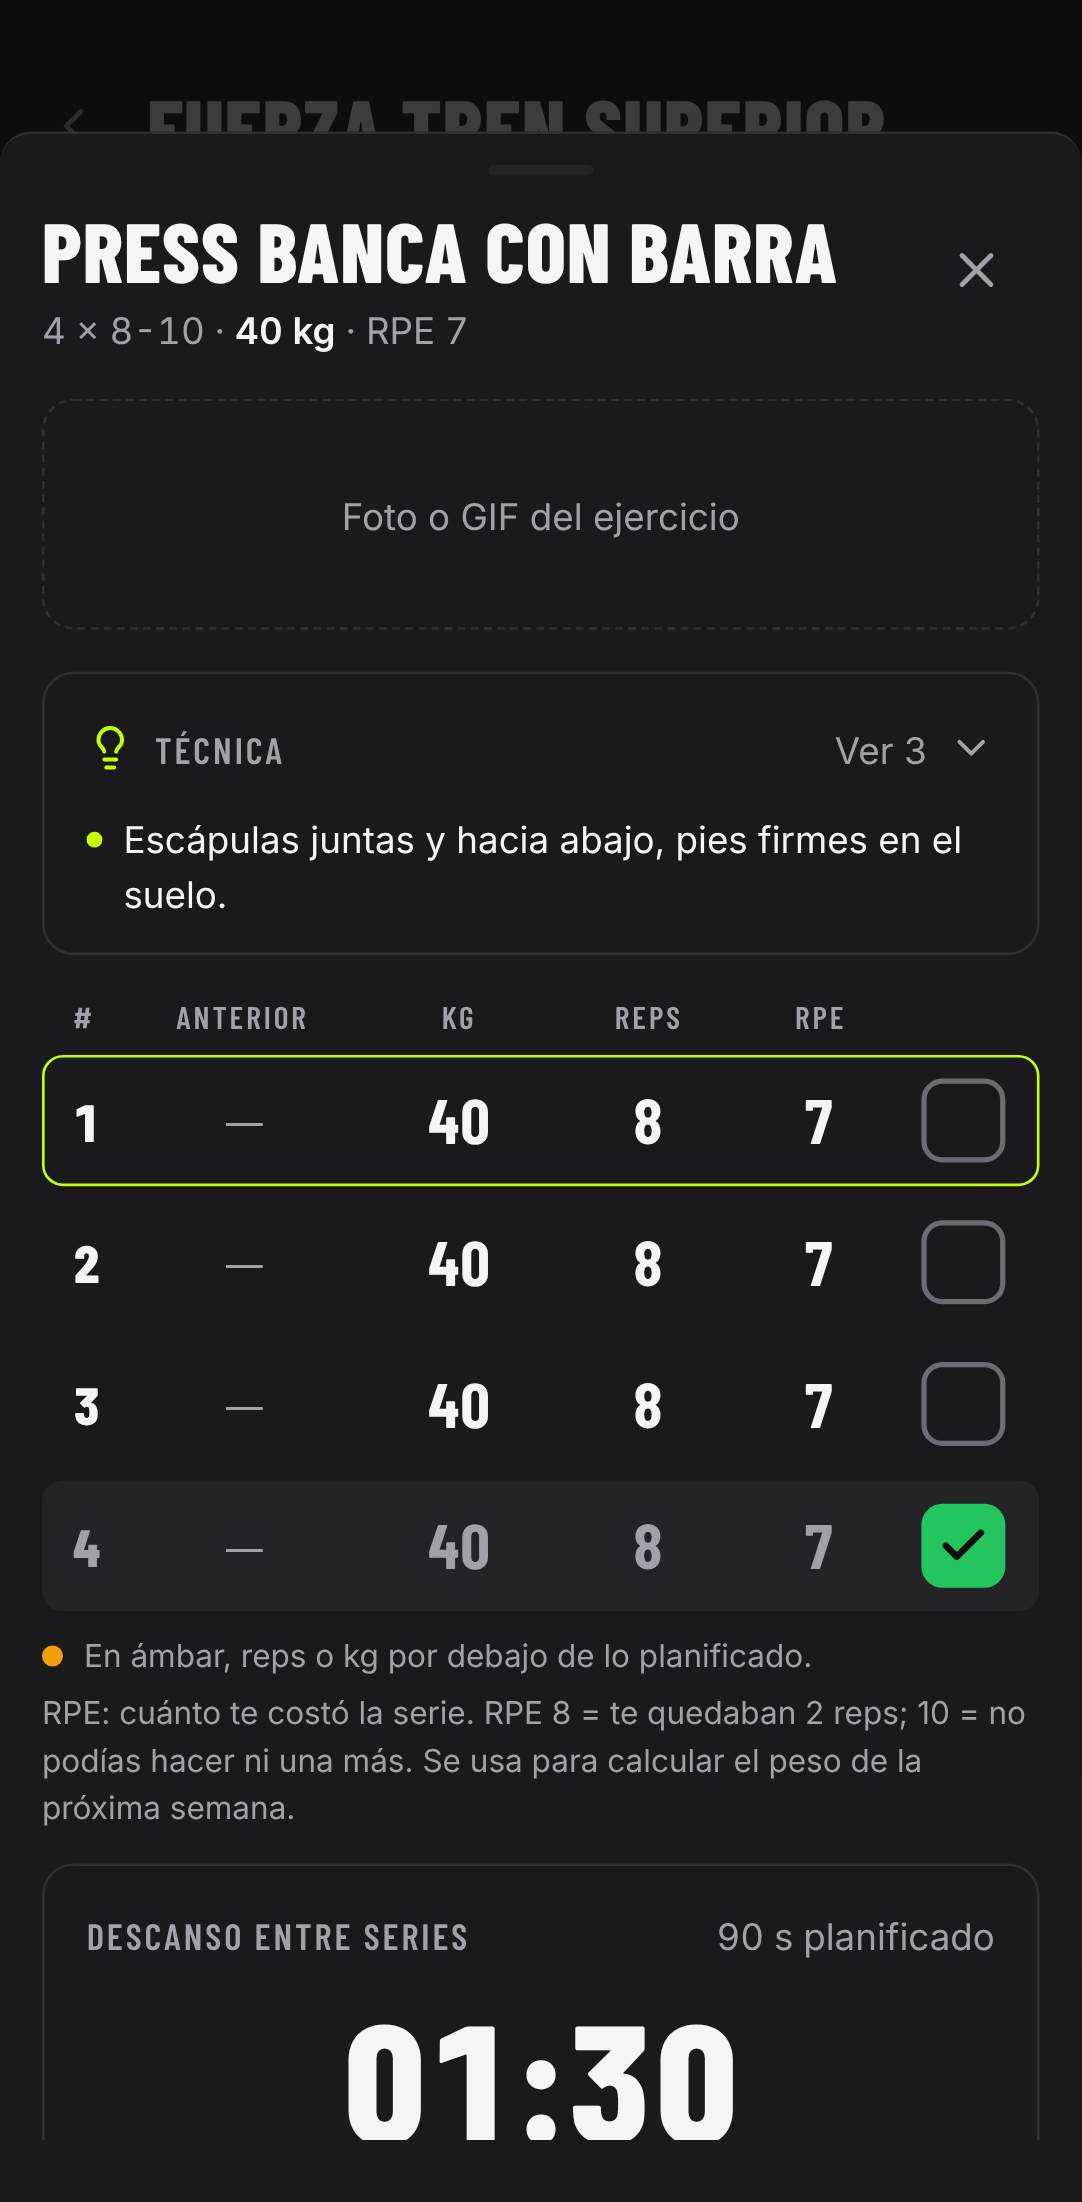 FUERZA TREN SUPERIOR
PRESS BANCA CON BARRA
4 × 8-10 · 40 kg · RPE 7
Foto o GIF del ejercicio
TÉCNICA Ver 3
Escápulas juntas y hacia abajo, pies firmes en el
suelo.
# ANTERIOR KG REPS RPE
1 — 40 8 7
2 — 40 8 7
3 — 40 8 7
4 — 40 8 7
En ámbar, reps o kg por debajo de lo planificado.
RPE: cuánto te costó la serie. RPE 8 = te quedaban 2 reps; 10 = no
podías hacer ni una más. Se usa para calcular el peso de la
próxima semana.
DESCANSO ENTRE SERIES 90 s planificado
01:30